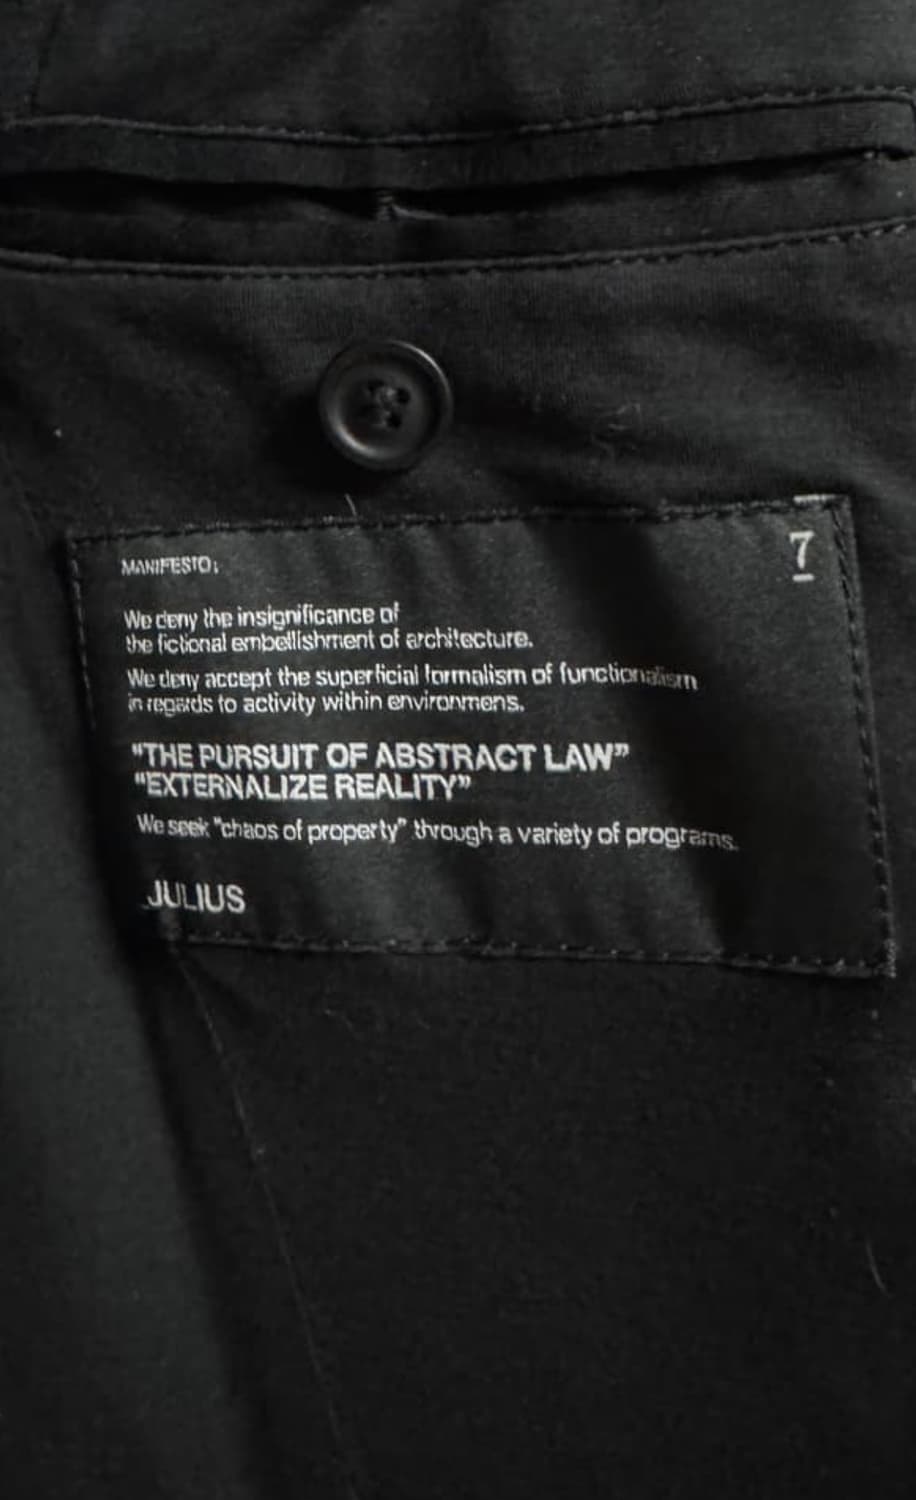 MANIFESTO;
7
We deny the insignificance of
the fictional embellishment of architecture.
We deny accept the superficial formalism of functionalism
in regards to activity within environmens.
"THE PURSUIT OF ABSTRACT LAW"
"EXTERNALIZE REALITY"
We seek "chaos of property" through a variety of programs.
JULIUS